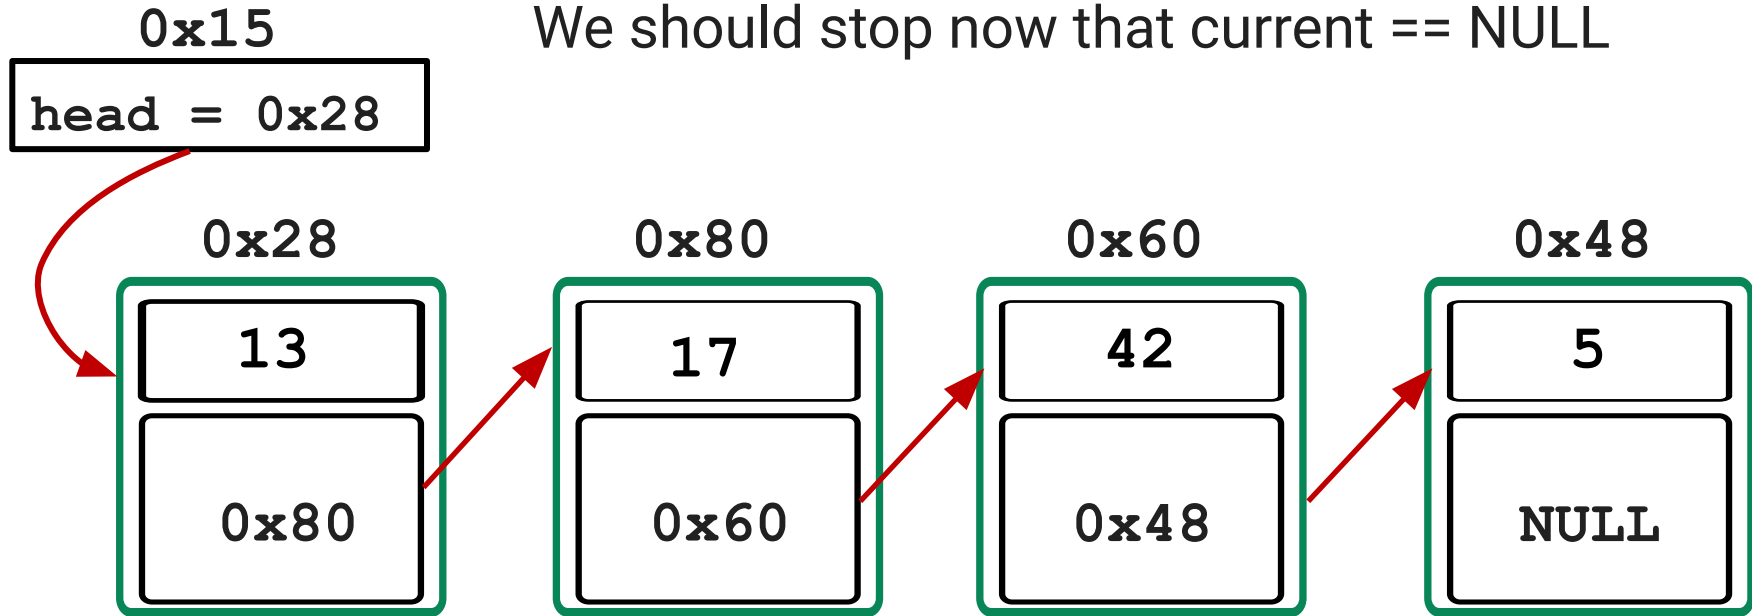 0x15
We should stop now that current == NULL
head = 0x28
0x28
0x80
0x60
0x48
13
17
42
5
0x80
0x60
0x48
NULL